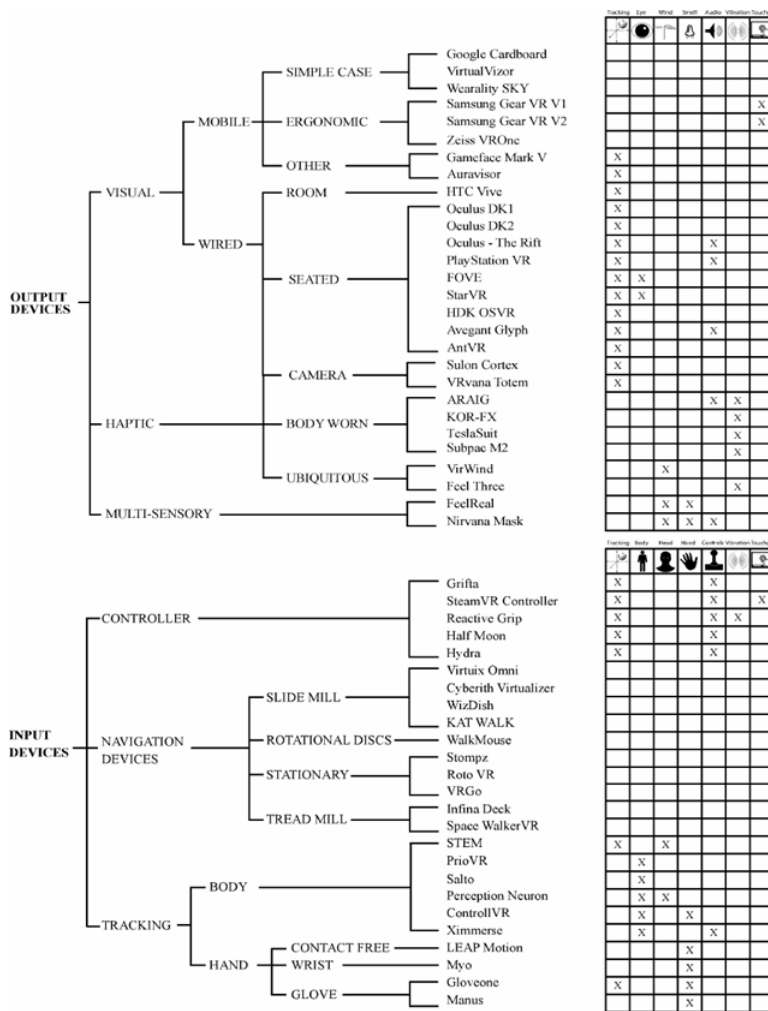 Tracking Eye Wind Smell Audio Vibration Touch
Google Cardboard
SIMPLE CASE VirtualVizor
Wearality SKY
Samsung Gear VR V1 X
MOBILE ERGONOMIC Samsung Gear VR V2 X
Zeiss VROne
Gameface Mark V X
OTHER
Auravisor X
VISUAL ROOM HTC Vive X
Oculus DK1 X
Oculus DK2 X
WIRED Oculus - The Rift X X
PlayStation VR X X
SEATED FOVE X X
OUTPUT DEVICES StarVR X X
HDK OSVR X
Avegant Glyph X X
AntVR X
Sulon Cortex X
CAMERA
VRvana Totem X
ARAIG X X
HAPTIC BODY WORN KOR-FX X
TeslaSuit X
Subpac M2 X
VirWind X
UBIQUITOUS
Feel Three X
FeelReal X X
MULTI-SENSORY
Nirvana Mask X X X
Tracking Body Head Hand Controls Vibration Touch
Grifta X X
SteamVR Controller X X X
CONTROLLER Reactive Grip X X X
Half Moon X X
Hydra X X
Virtuix Omni
Cyberith Virtualizer
SLIDE MILL
WizDish
KAT WALK
INPUT DEVICES NAVIGATION DEVICES ROTATIONAL DISCS WalkMouse
Stompz
STATIONARY Roto VR
VRGo
Infina Deck
TREAD MILL
Space WalkerVR
STEM X X
PrioVR X
BODY Salto X
Perception Neuron X X
ControllVR X X
TRACKING Ximmerse X X
CONTACT FREE LEAP Motion X
HAND WRIST Myo X
Gloveone X X
GLOVE
Manus X